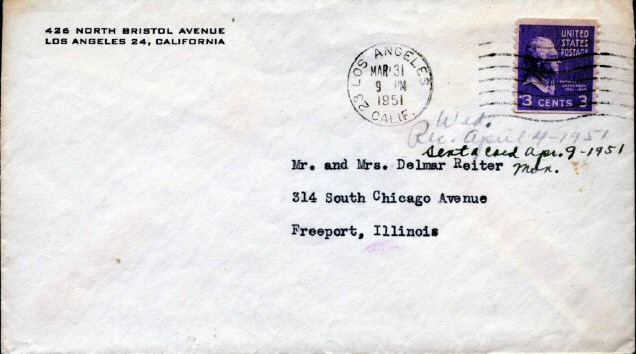 426 NORTH BRISTOL AVENUE
LOS ANGELES 24, CALIFORNIA
LOS ANGELES
23 CALIF.
MAR 31
9 PM
1951
UNITED
STATES
POSTAGE
3 CENTS 3
Wed.
Rec. April 4-1951
Sent a card Apr. 9-1951
Mon.
Mr. and Mrs. Delmar Reiter
314 South Chicago Avenue
Freeport, Illinois